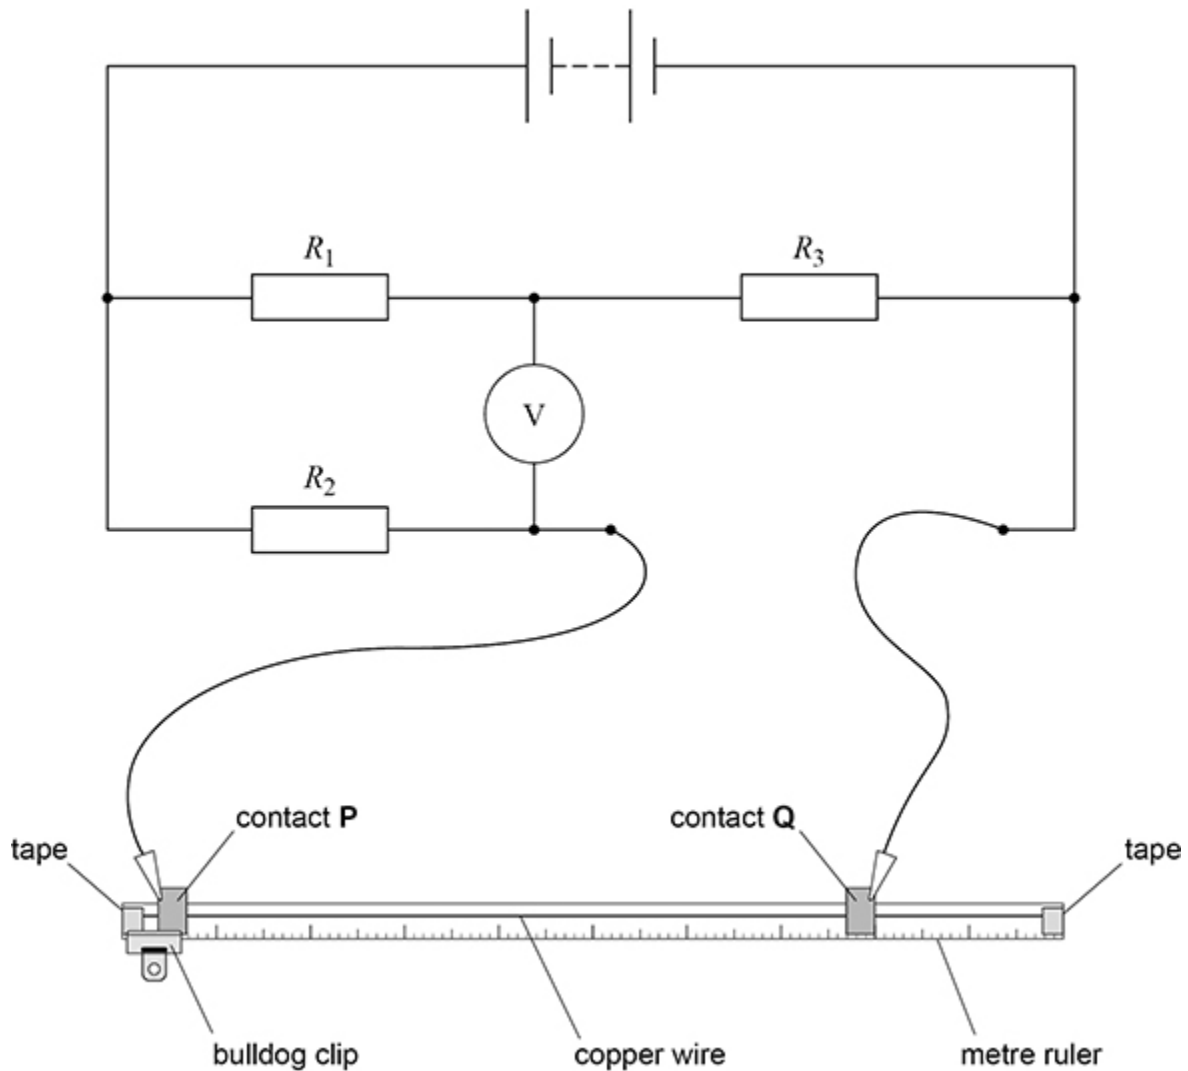 R₁
R₃
V
R₂
contact P
contact Q
tape
tape
bulldog clip
copper wire
metre ruler